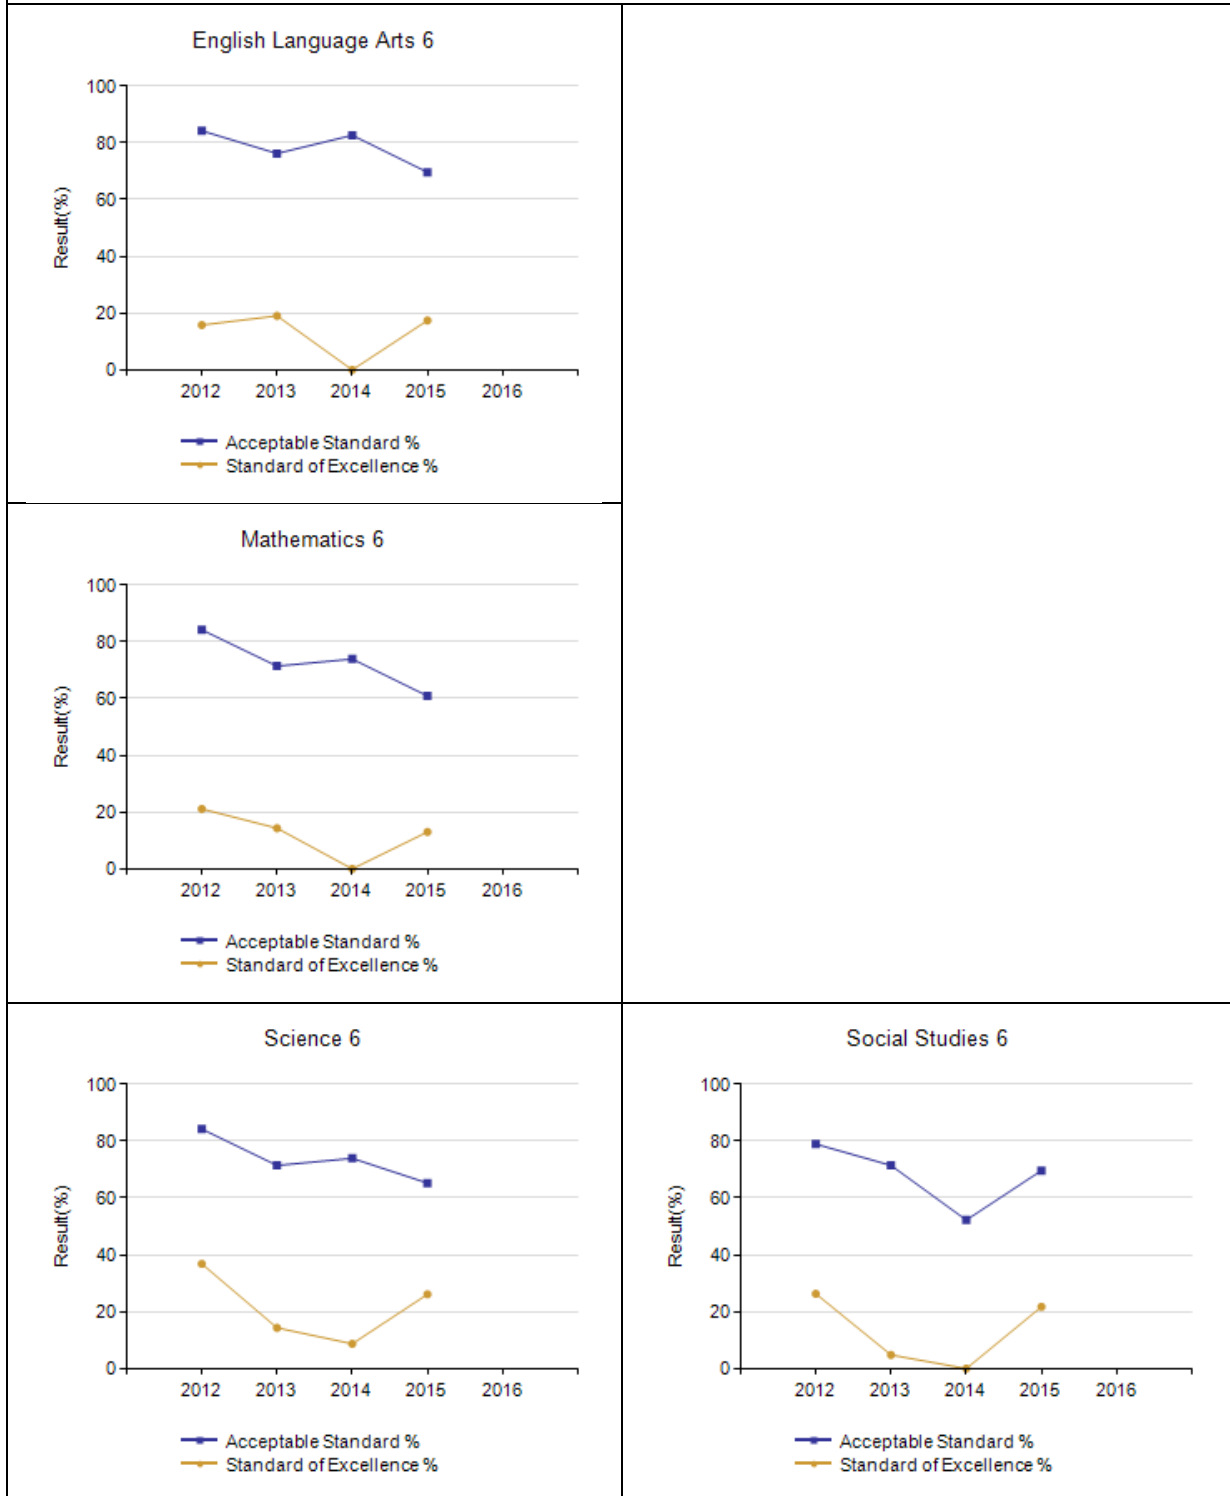 English Language Arts 6
100
80
60
40
20
0
Result(%)
2012 2013 2014 2015 2016
Acceptable Standard %
Standard of Excellence %
Mathematics 6
100
80
60
40
20
0
Result(%)
2012 2013 2014 2015 2016
Acceptable Standard %
Standard of Excellence %
Science 6
100
80
60
40
20
0
Result(%)
2012 2013 2014 2015 2016
Acceptable Standard %
Standard of Excellence %
Social Studies 6
100
80
60
40
20
0
Result(%)
2012 2013 2014 2015 2016
Acceptable Standard %
Standard of Excellence %